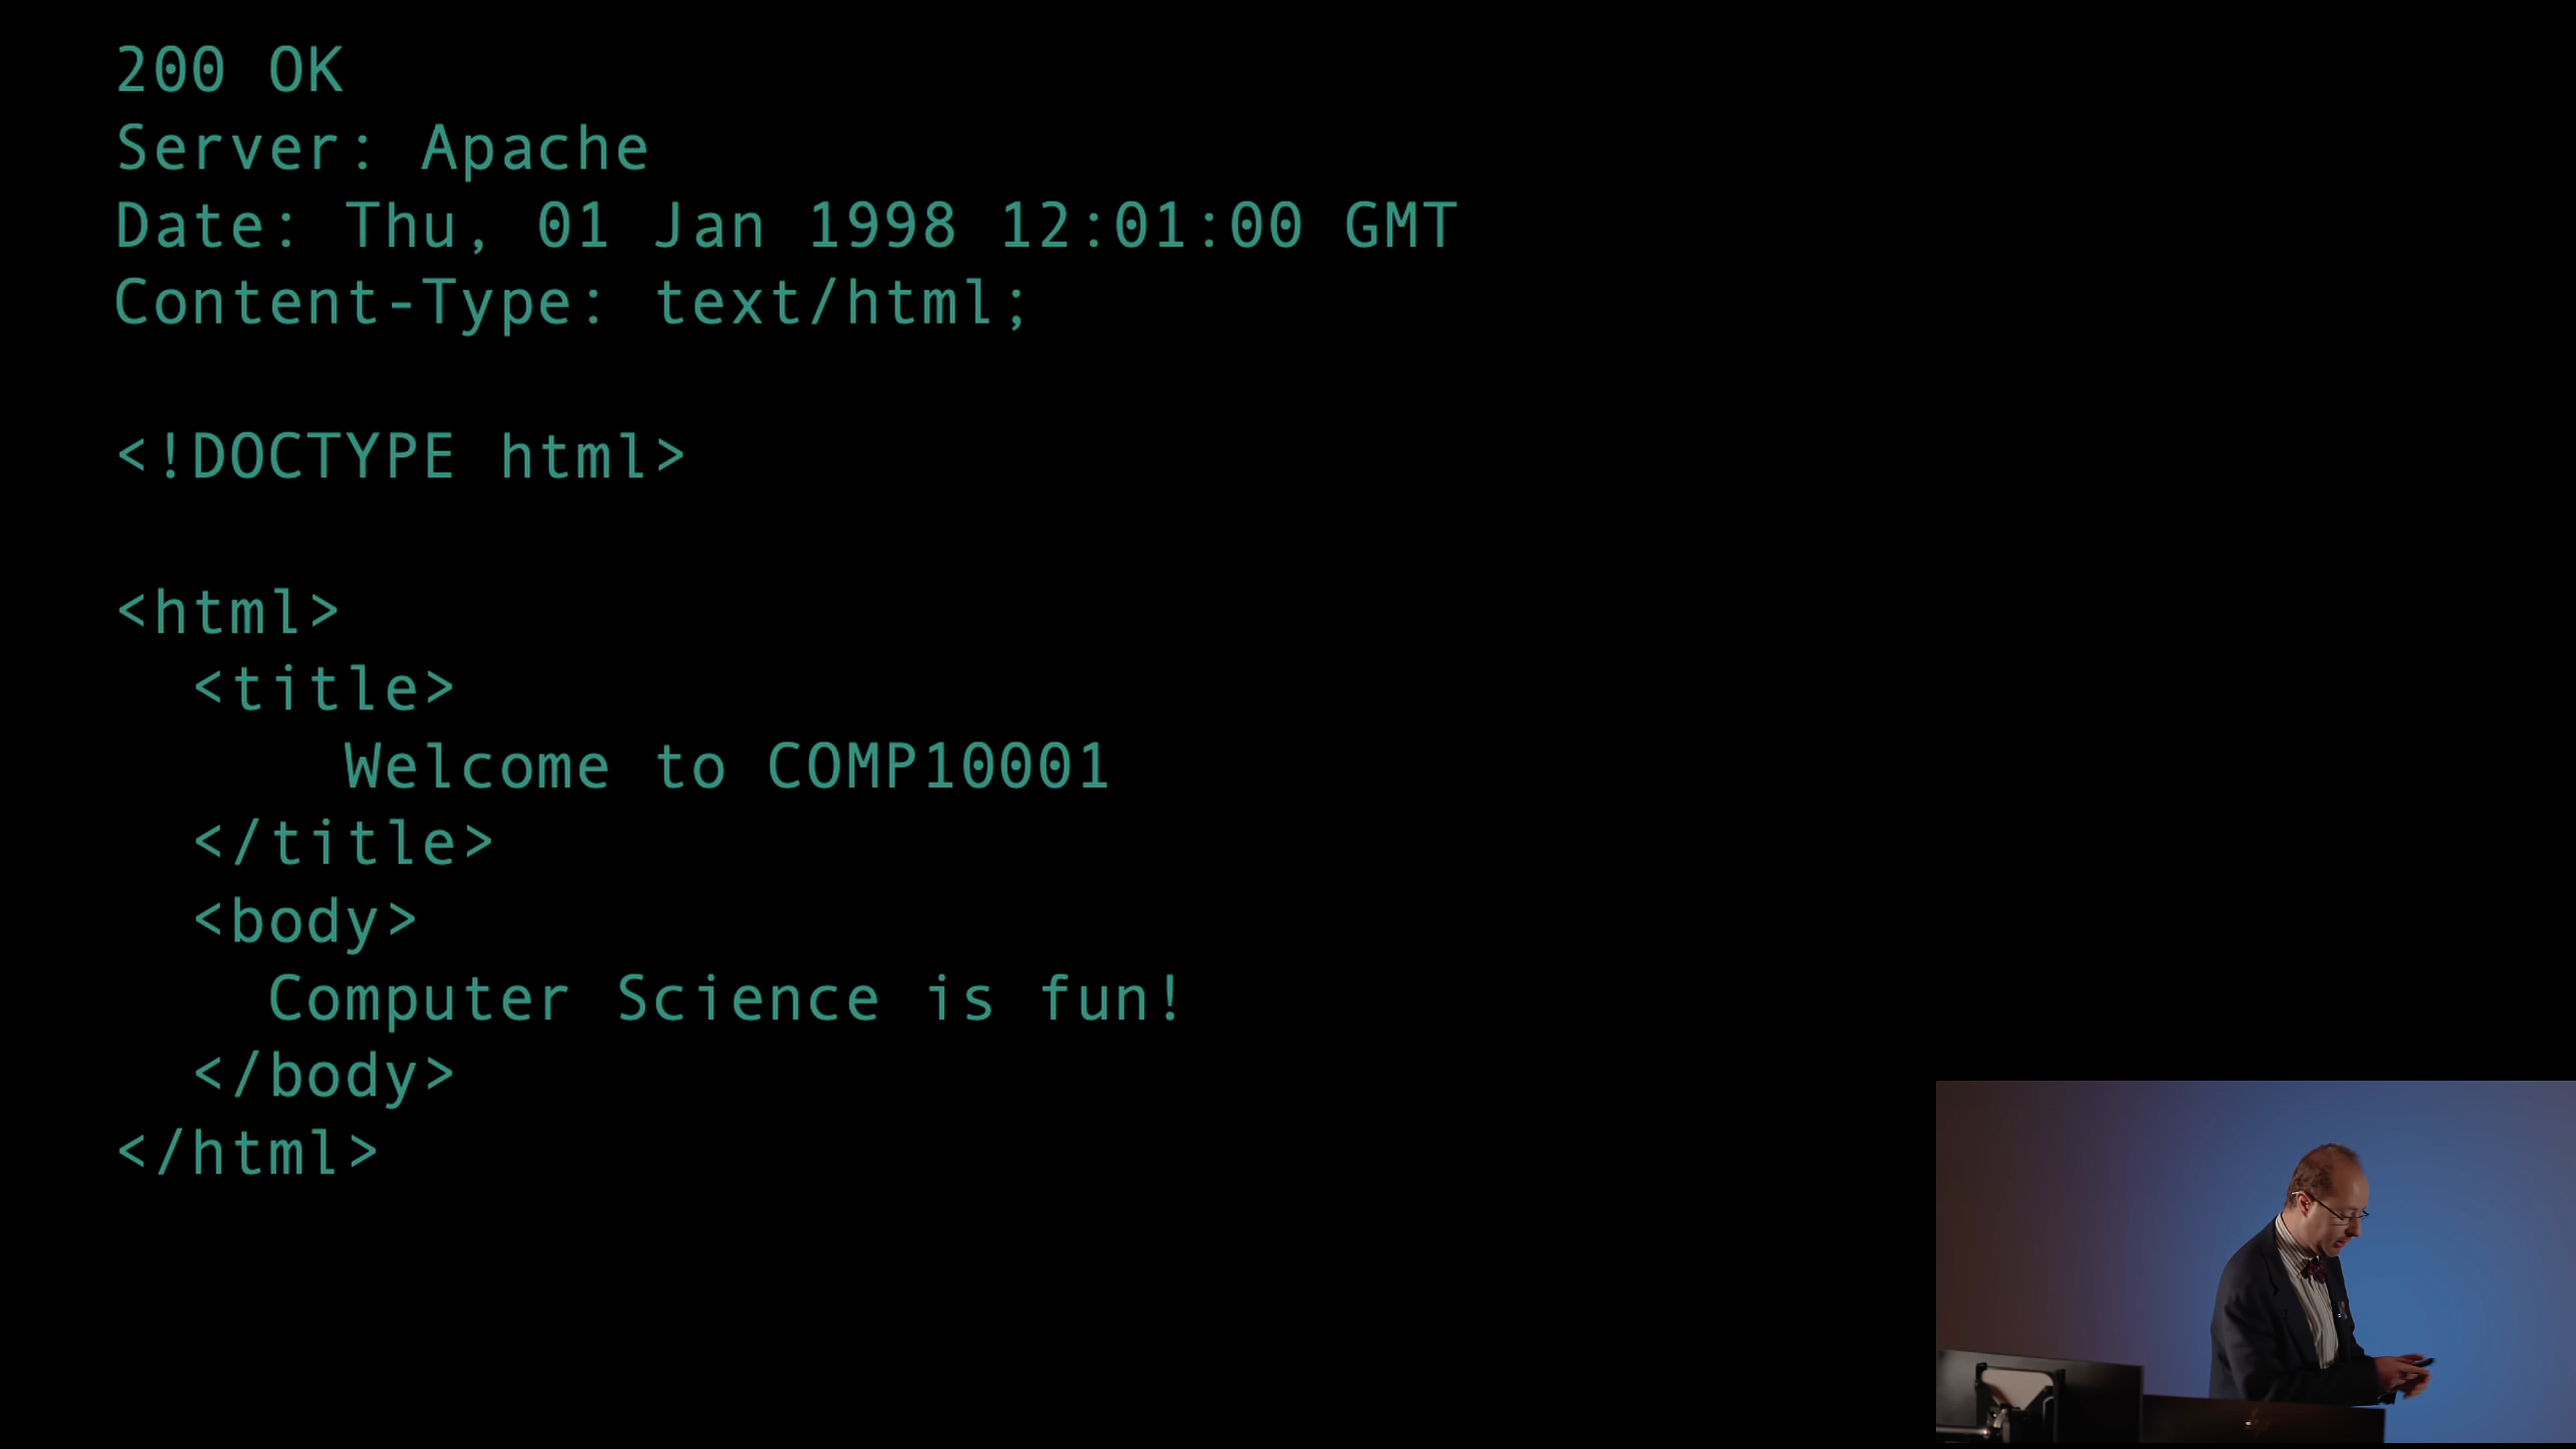 200 OK
Server: Apache
Date: Thu, 01 Jan 1998 12:01:00 GMT
Content-Type: text/html;
<!DOCTYPE html>
<html>
<title>
Welcome to COMP10001
</title>
<body>
Computer Science is fun!
</body>
</html>